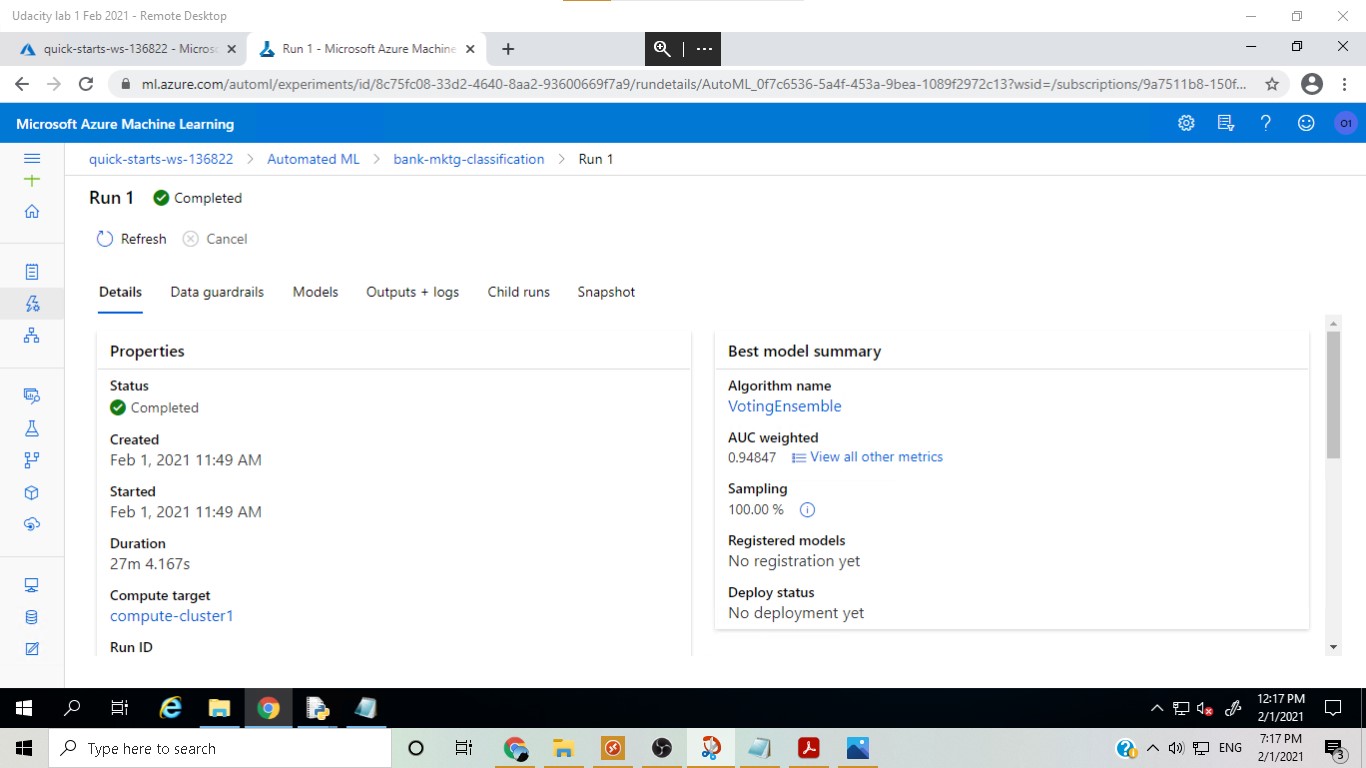 Udacity lab 1 Feb 2021 - Remote Desktop
quick-starts-ws-136822 - Micros
Run 1 - Microsoft Azure Machine
ml.azure.com/automl/experiments/id/8c75fc08-33d2-4640-8aa2-93600669f7a9/rundetails/AutoML_0f7c6536-5a4f-453a-9bea-1089f2972c13?wsid=/subscriptions/9a7511b8-150f...
Microsoft Azure Machine Learning
O1
quick-starts-ws-136822 > Automated ML > bank-mktg-classification > Run 1
Run 1 Completed
Refresh Cancel
Details Data guardrails Models Outputs + logs Child runs Snapshot
Properties
Status
Completed
Created
Feb 1, 2021 11:49 AM
Started
Feb 1, 2021 11:49 AM
Duration
27m 4.167s
Compute target
compute-cluster1
Run ID
Best model summary
Algorithm name
VotingEnsemble
AUC weighted
0.94847 View all other metrics
Sampling
100.00 %
Registered models
No registration yet
Deploy status
No deployment yet
12:17 PM
2/1/2021
Type here to search
ENG
7:17 PM
2/1/2021
3